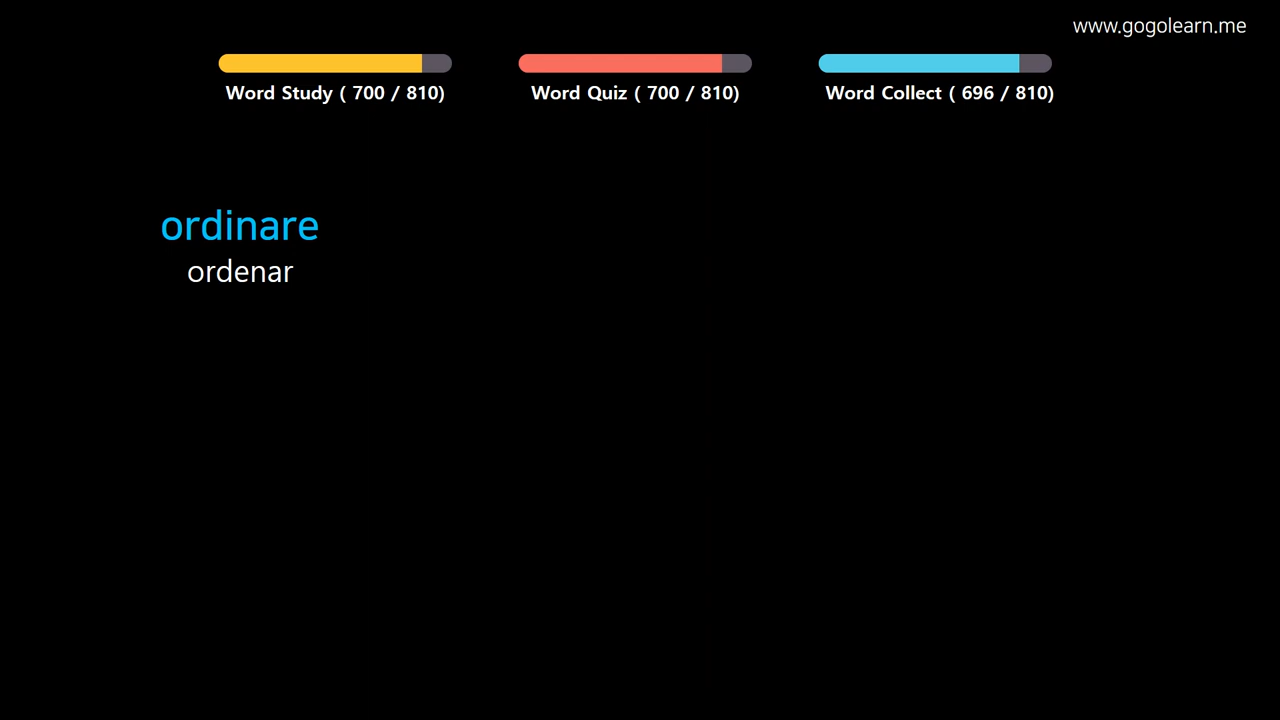 www.gogolearn.me
Word Study ( 700 / 810)
Word Quiz ( 700 / 810)
Word Collect ( 696 / 810)
ordinare
ordenar